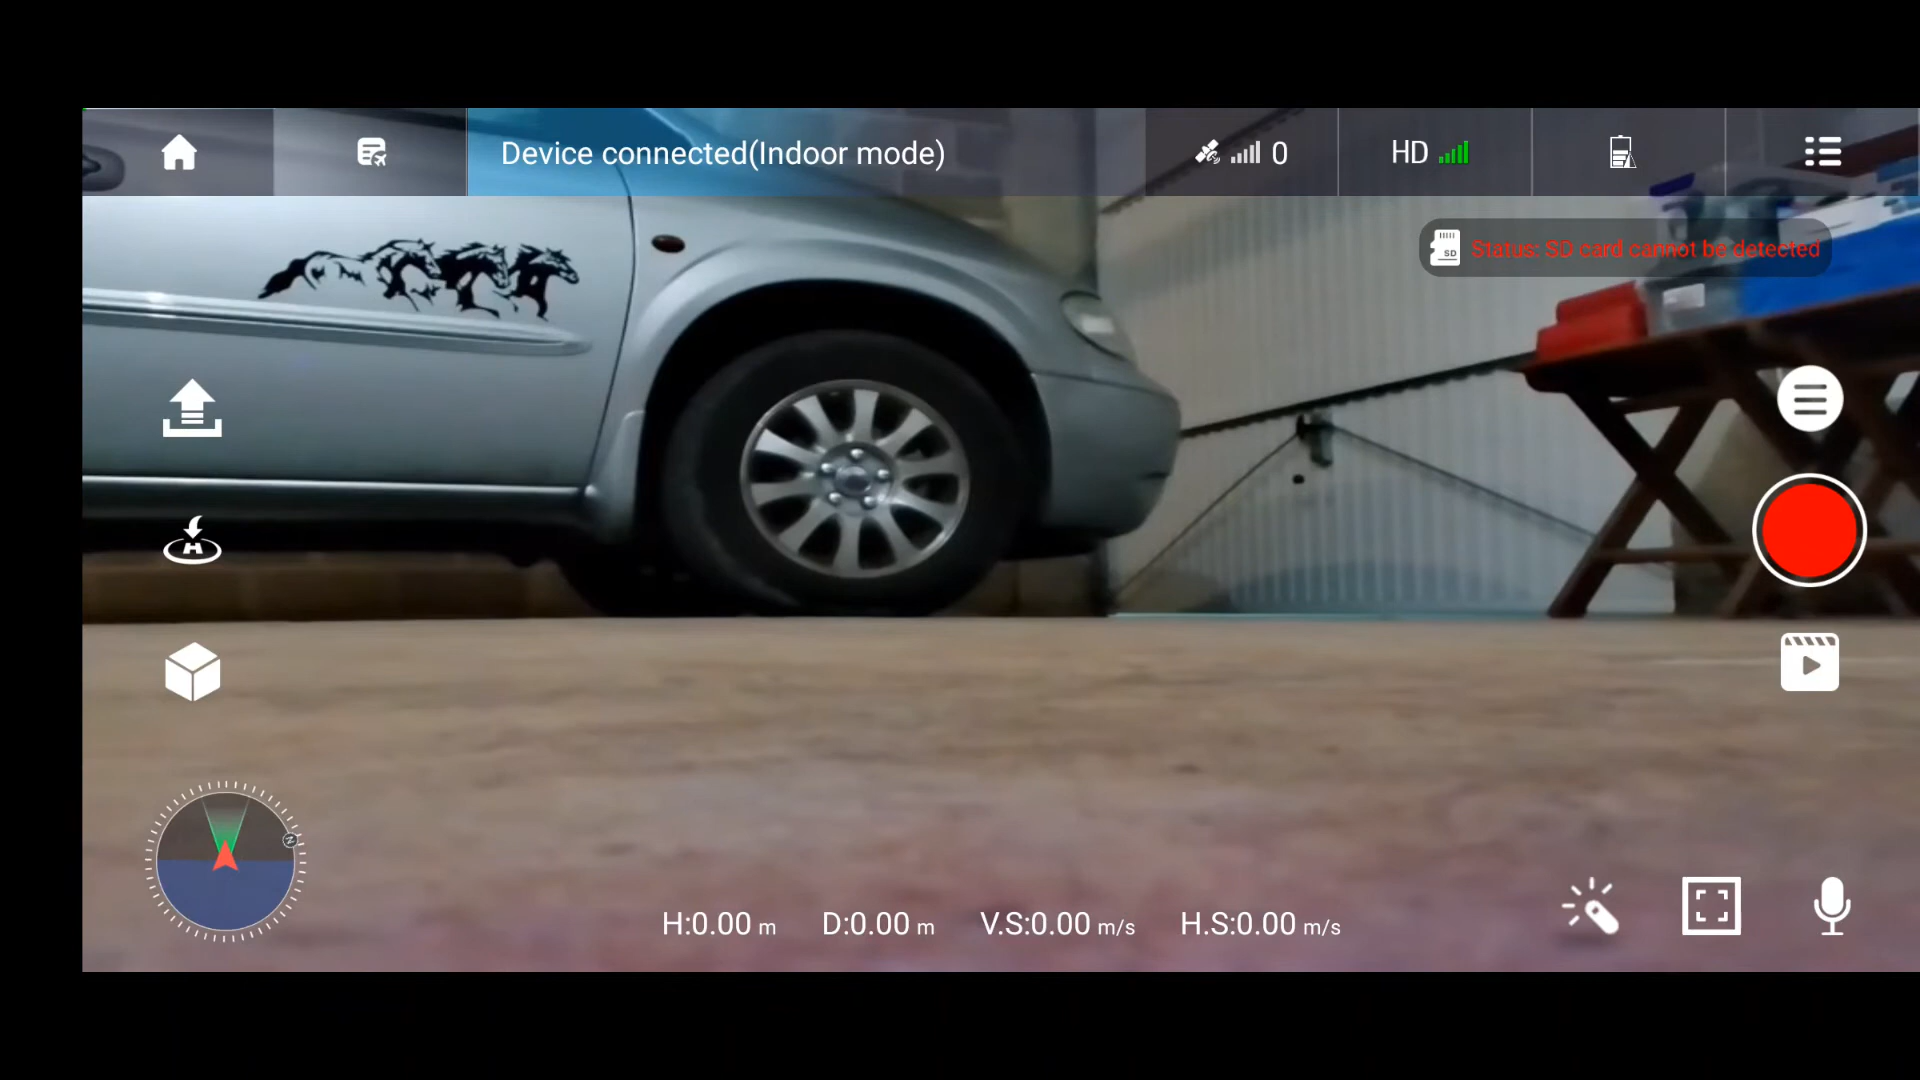 Device connected(Indoor mode)
0
HD
SD
Status: SD card cannot be detected
H
N
H:0.00 m
D:0.00 m
V.S:0.00 m/s
H.S:0.00 m/s